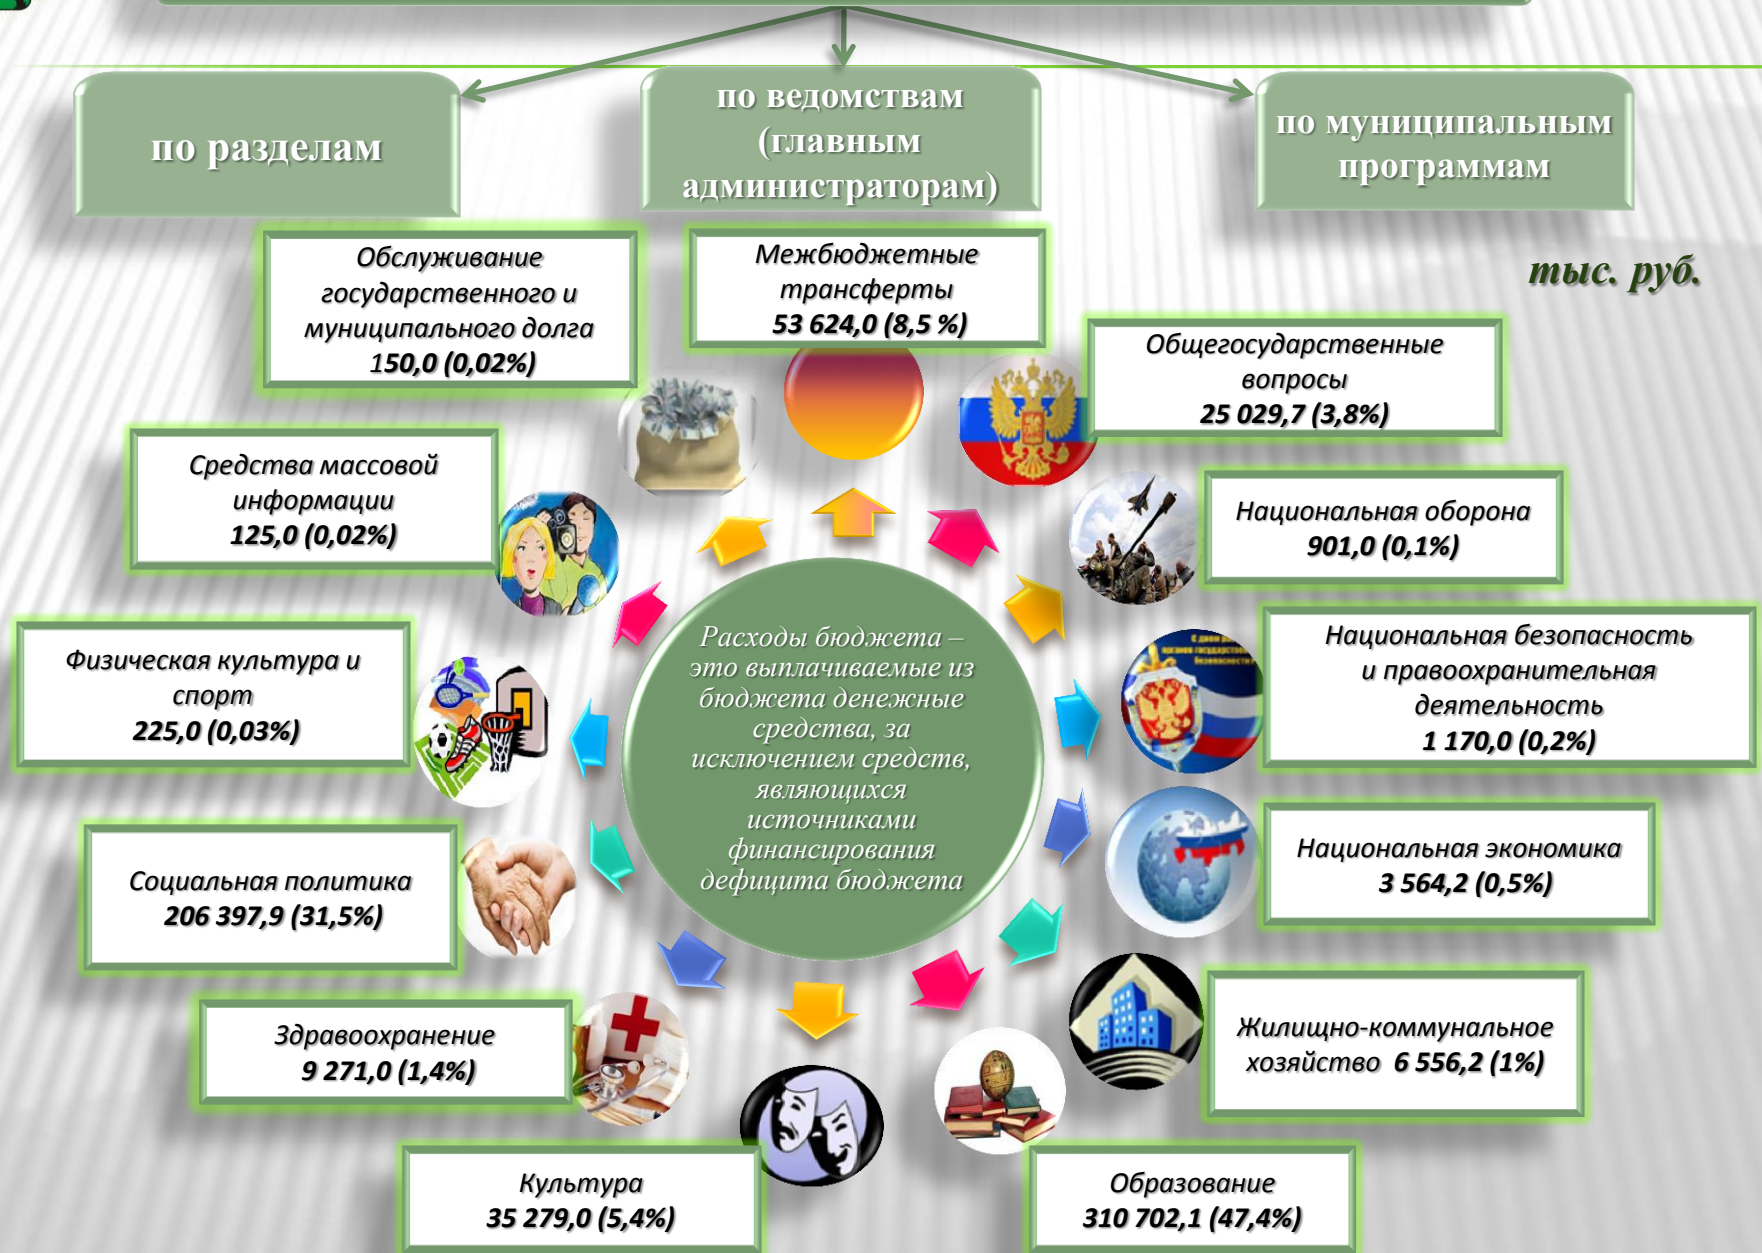 по разделам
по ведомствам
(главным
администраторам)
по муниципальным
программам
тыс. руб.
Обслуживание
государственного и
муниципального долга
150,0 (0,02%)
Межбюджетные
трансферты
53 624,0 (8,5 %)
Общегосударственные
вопросы
25 029,7 (3,8%)
Средства массовой
информации
125,0 (0,02%)
Национальная оборона
901,0 (0,1%)
Физическая культура и
спорт
225,0 (0,03%)
Расходы бюджета –
это выплачиваемые из
бюджета денежные
средства, за
исключением средств,
являющихся
источниками
финансирования
дефицита бюджета
Национальная безопасность
и правоохранительная
деятельность
1 170,0 (0,2%)
Социальная политика
206 397,9 (31,5%)
Национальная экономика
3 564,2 (0,5%)
Здравоохранение
9 271,0 (1,4%)
Жилищно-коммунальное
хозяйство 6 556,2 (1%)
Культура
35 279,0 (5,4%)
Образование
310 702,1 (47,4%)